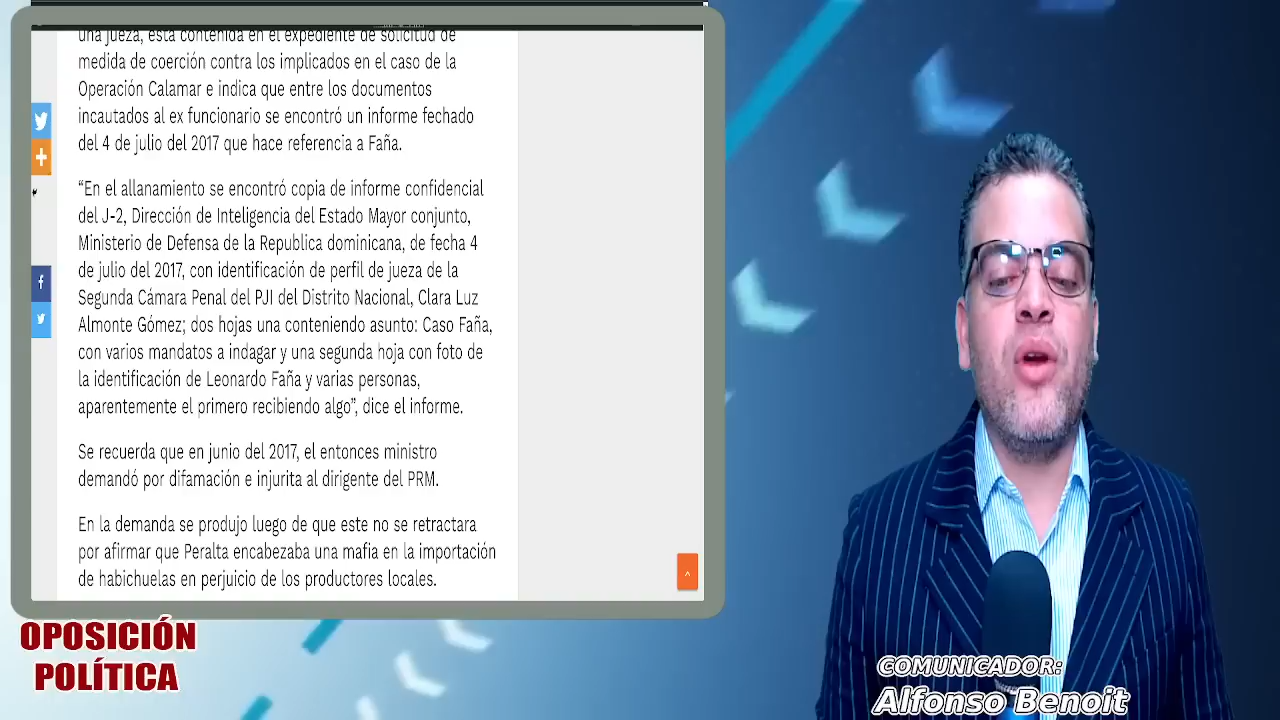 una jueza, está contenida en el expediente de solicitud de
medida de coerción contra los implicados en el caso de la
Operación Calamar e indica que entre los documentos
incautados al ex funcionario se encontró un informe fechado
del 4 de julio del 2017 que hace referencia a Faña.
“En el allanamiento se encontró copia de informe confidencial
del J-2, Dirección de Inteligencia del Estado Mayor conjunto,
Ministerio de Defensa de la Republica dominicana, de fecha 4
de julio del 2017, con identificación de perfil de jueza de la
Segunda Cámara Penal del PJI del Distrito Nacional, Clara Luz
Almonte Gómez; dos hojas una conteniendo asunto: Caso Faña,
con varios mandatos a indagar y una segunda hoja con foto de
la identificación de Leonardo Faña y varias personas,
aparentemente el primero recibiendo algo”, dice el informe.
Se recuerda que en junio del 2017, el entonces ministro
demandó por difamación e injurita al dirigente del PRM.
En la demanda se produjo luego de que este no se retractara
por afirmar que Peralta encabezaba una mafia en la importación
de habichuelas en perjuicio de los productores locales.
OPOSICIÓN
POLÍTICA
COMUNICADOR:
Alfonso Benoit